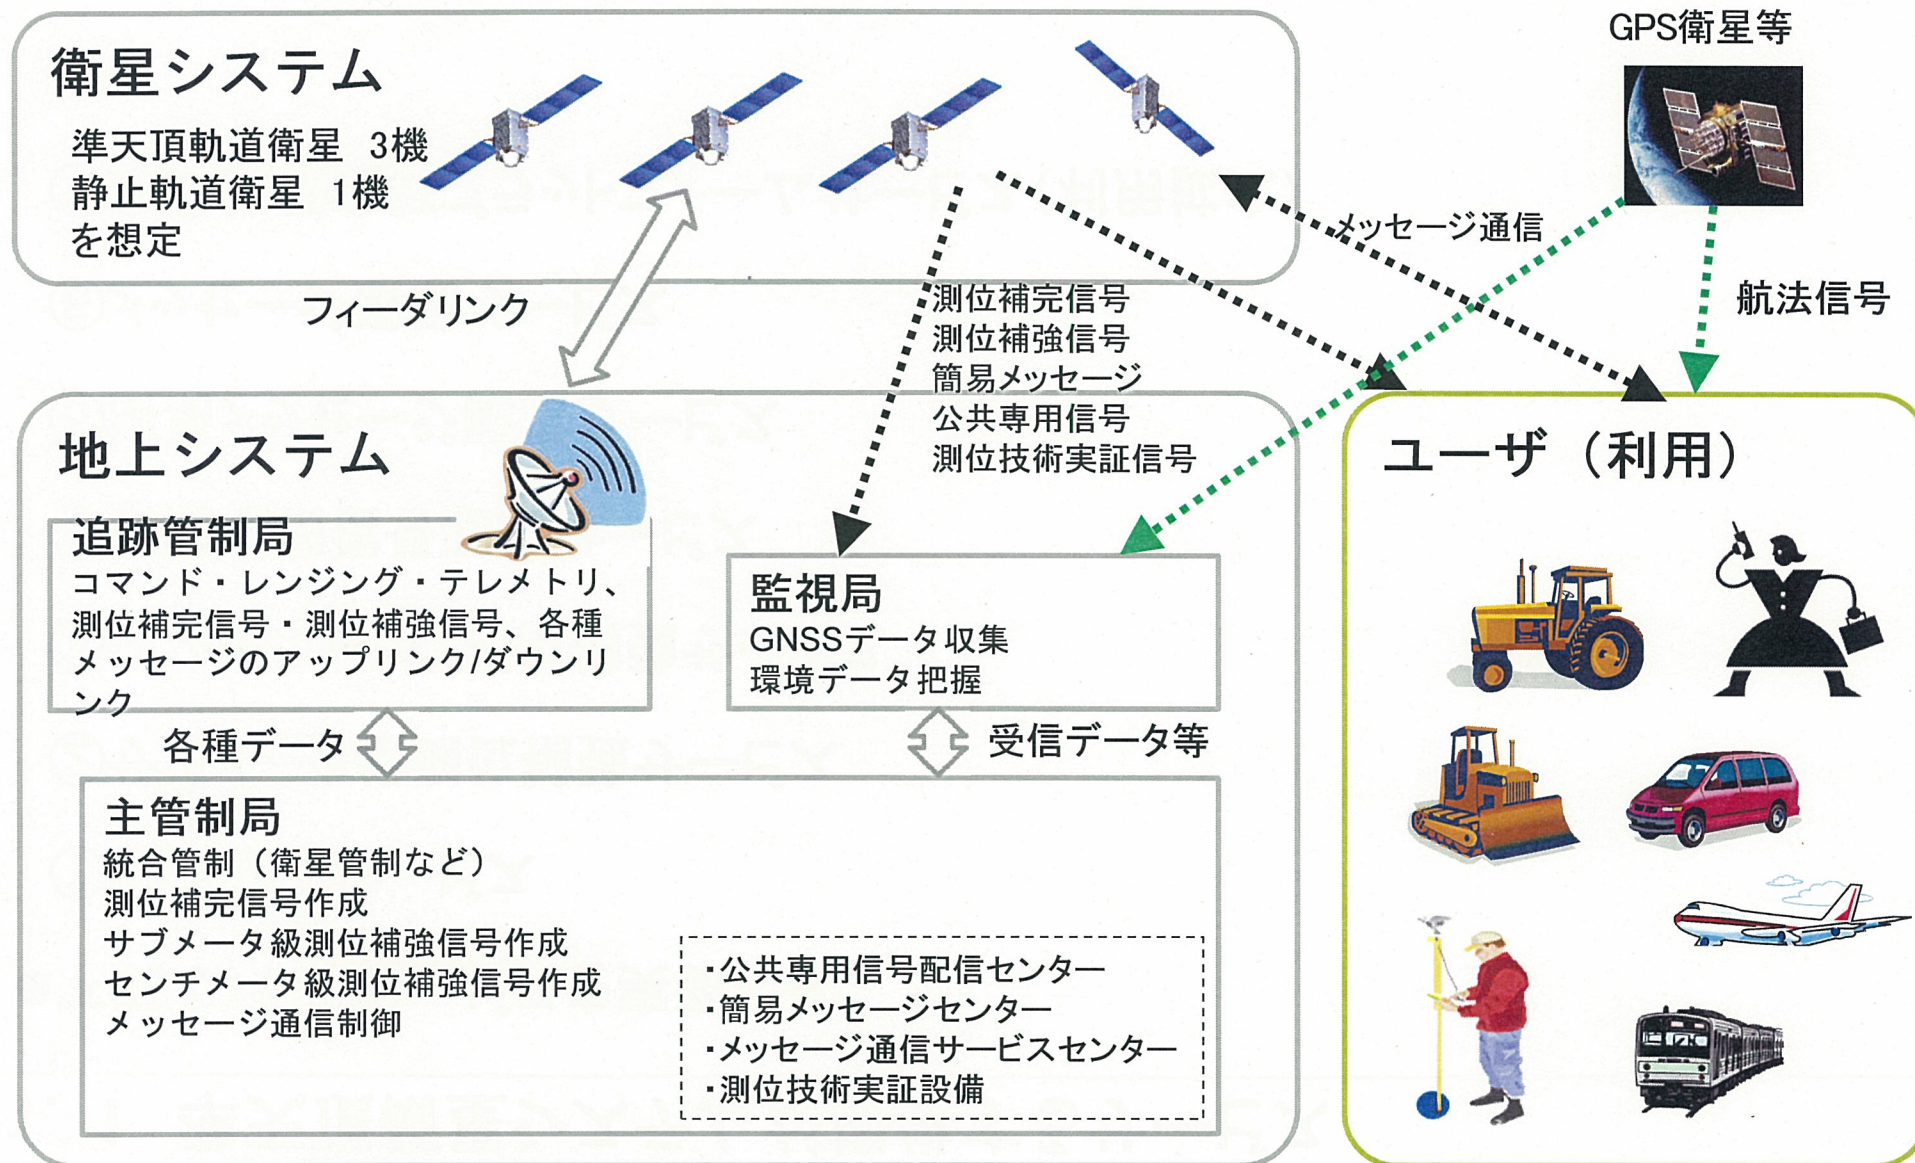 衛星システム
準天頂軌道衛星 3機
静止軌道衛星 1機
を想定
GPS衛星等
メッセージ通信
航法信号
フィーダリンク
測位補完信号
測位補強信号
簡易メッセージ
公共専用信号
測位技術実証信号
地上システム
追跡管制局
コマンド・レンジング・テレメトリ、
測位補完信号・測位補強信号、各種
メッセージのアップリンク/ダウンリ
ンク
監視局
GNSSデータ収集
環境データ把握
各種データ
受信データ等
主管制局
統合管制（衛星管制など）
測位補完信号作成
サブメータ級測位補強信号作成
センチメータ級測位補強信号作成
メッセージ通信制御
・公共専用信号配信センター
・簡易メッセージセンター
・メッセージ通信サービスセンター
・測位技術実証設備
ユーザ（利用）